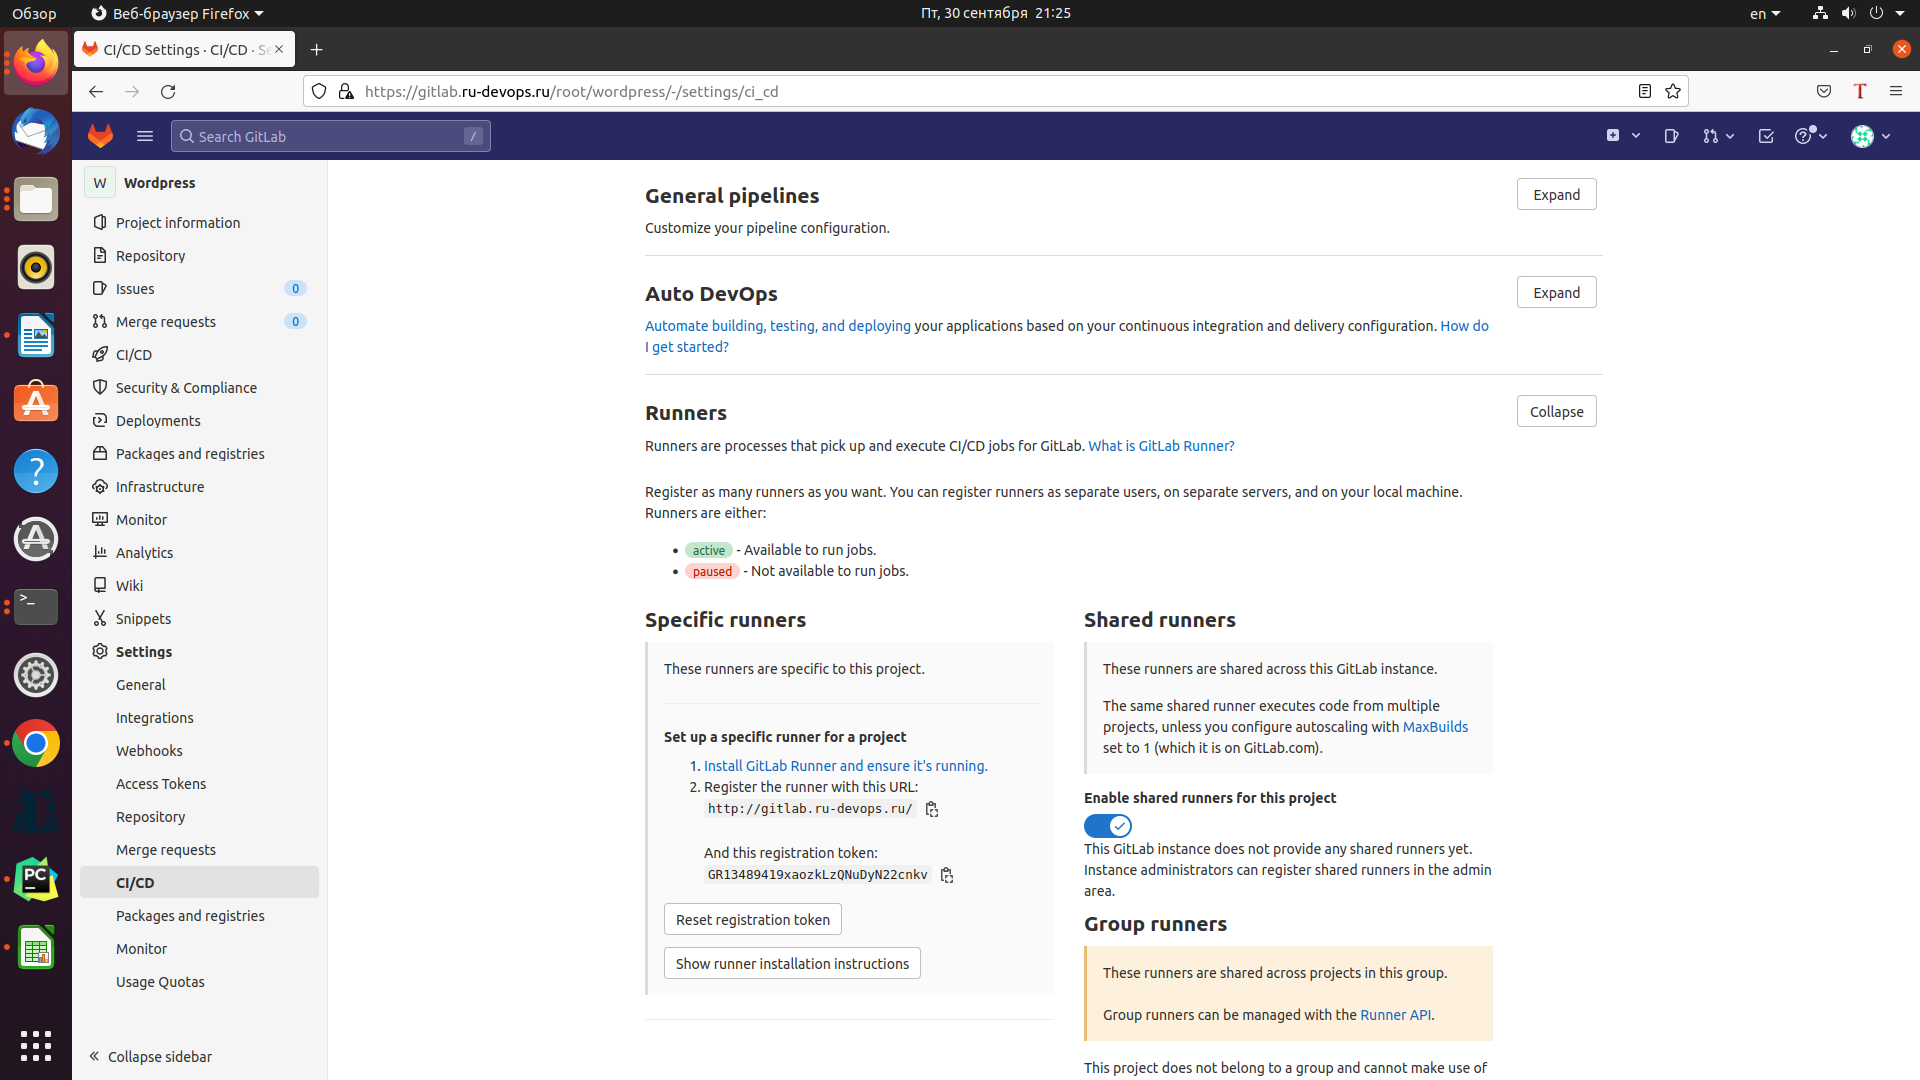 Обзор
Веб-браузер Firefox
Пт, 30 сентября 21:25
en
CI/CD Settings · CI/CD · Se
https://gitlab.ru-devops.ru/root/wordpress/-/settings/ci_cd
Search GitLab
/
W Wordpress
Project information
Repository
Issues 0
Merge requests 0
CI/CD
Security & Compliance
Deployments
Packages and registries
Infrastructure
Monitor
Analytics
Wiki
Snippets
Settings
General
Integrations
Webhooks
Access Tokens
Repository
Merge requests
CI/CD
Packages and registries
Monitor
Usage Quotas
Collapse sidebar
General pipelines
Expand
Customize your pipeline configuration.
Auto DevOps
Expand
Automate building, testing, and deploying your applications based on your continuous integration and delivery configuration. How do
I get started?
Runners
Collapse
Runners are processes that pick up and execute CI/CD jobs for GitLab. What is GitLab Runner?
Register as many runners as you want. You can register runners as separate users, on separate servers, and on your local machine.
Runners are either:
• active - Available to run jobs.
• paused - Not available to run jobs.
Specific runners
These runners are specific to this project.
Set up a specific runner for a project
1. Install GitLab Runner and ensure it's running.
2. Register the runner with this URL:
http://gitlab.ru-devops.ru/
And this registration token:
GR13489419xaozkLzQNuDyN22cnkv
Reset registration token
Show runner installation instructions
Shared runners
These runners are shared across this GitLab instance.
The same shared runner executes code from multiple
projects, unless you configure autoscaling with MaxBuilds
set to 1 (which it is on GitLab.com).
Enable shared runners for this project
This GitLab instance does not provide any shared runners yet.
Instance administrators can register shared runners in the admin
area.
Group runners
These runners are shared across projects in this group.
Group runners can be managed with the Runner API.
This project does not belong to a group and cannot make use of